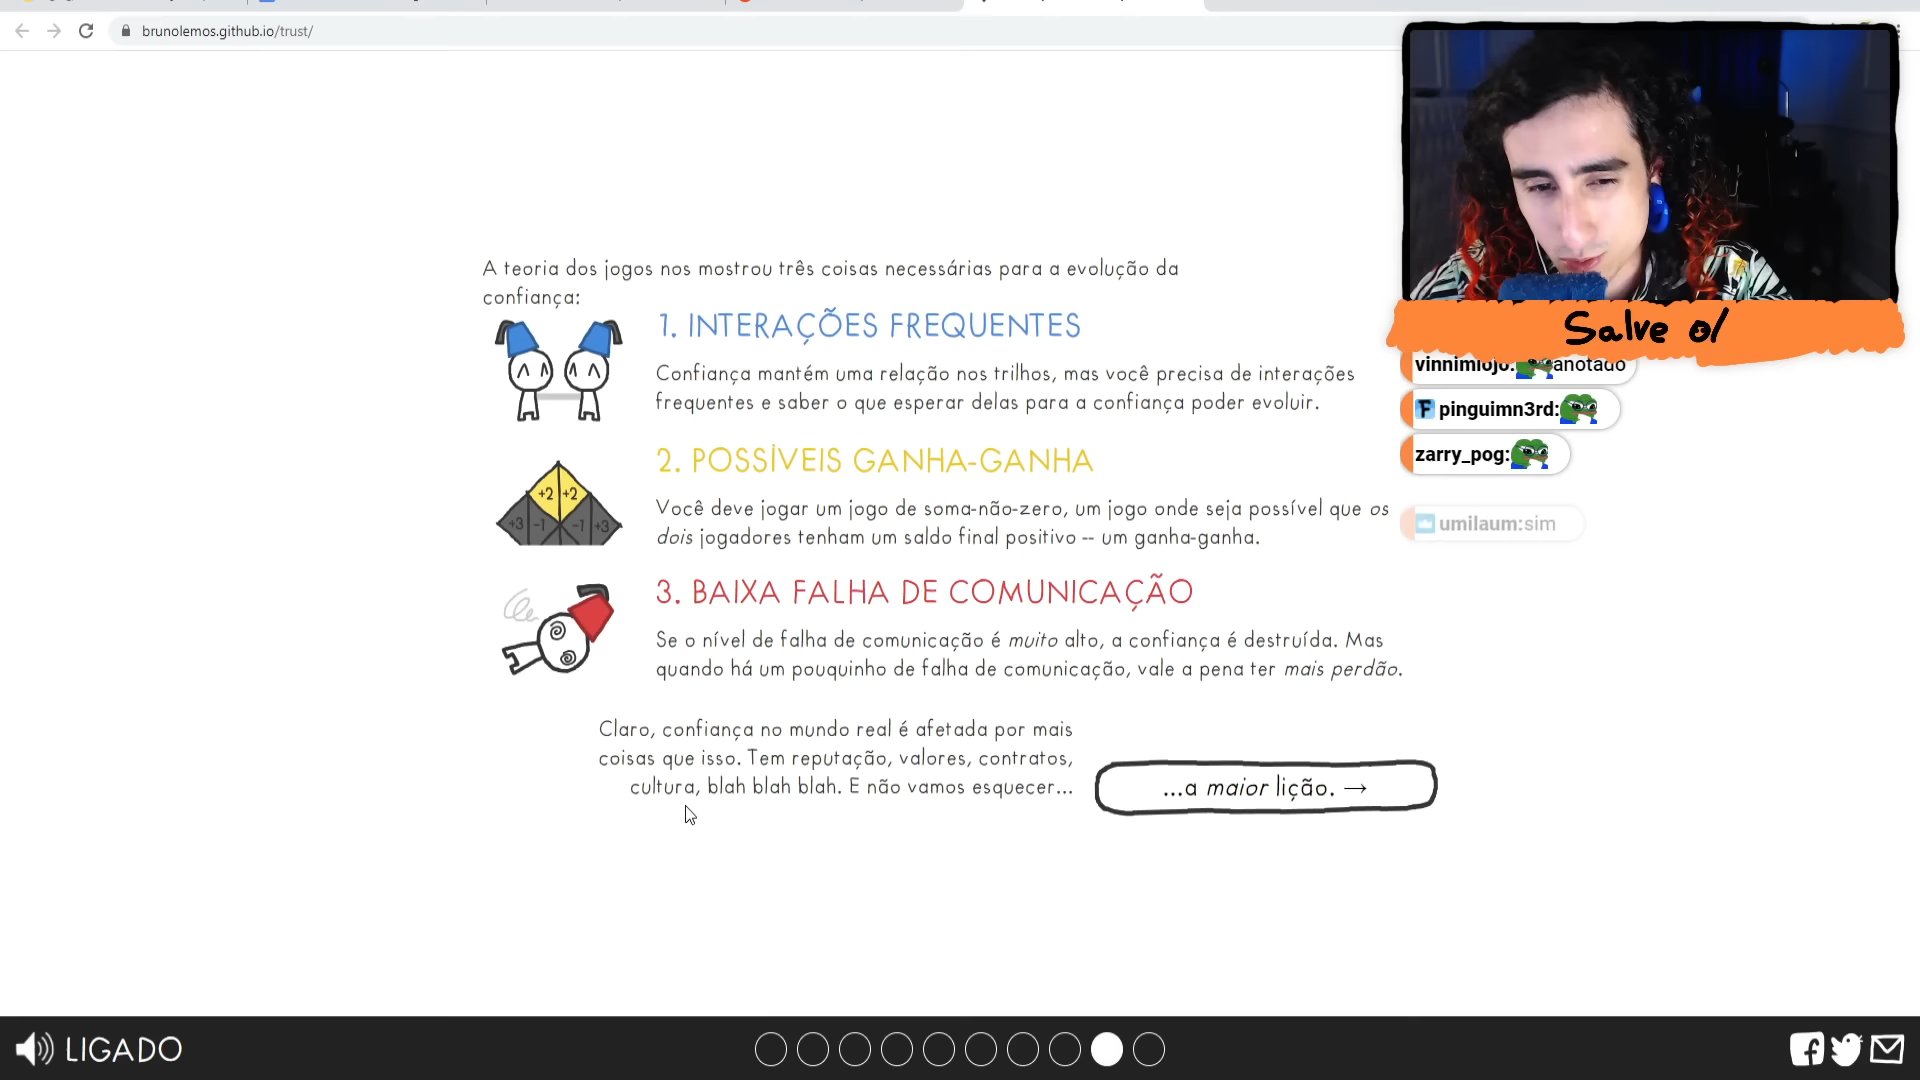 brunolemos.github.io/trust/
A teoria dos jogos nos mostrou três coisas necessárias para a evolução da
confiança:
1. INTERAÇÕES FREQUENTES
Confiança mantém uma relação nos trilhos, mas você precisa de interações
frequentes e saber o que esperar delas para a confiança poder evoluir.
+2 +2
+3 -1 -1 +3
2. POSSÍVEIS GANHA-GANHA
Você deve jogar um jogo de soma-não-zero, um jogo onde seja possível que os
dois jogadores tenham um saldo final positivo -- um ganha-ganha.
3. BAIXA FALHA DE COMUNICAÇÃO
Se o nível de falha de comunicação é muito alto, a confiança é destruída. Mas
quando há um pouquinho de falha de comunicação, vale a pena ter mais perdão.
Claro, confiança no mundo real é afetada por mais
coisas que isso. Tem reputação, valores, contratos,
cultura, blah blah blah. E não vamos esquecer...
...a maior lição. →
Salve o/
vinnimiojo: anotado
F pinguimn3rd:
zarry_pog:
umilaum:sim
LIGADO